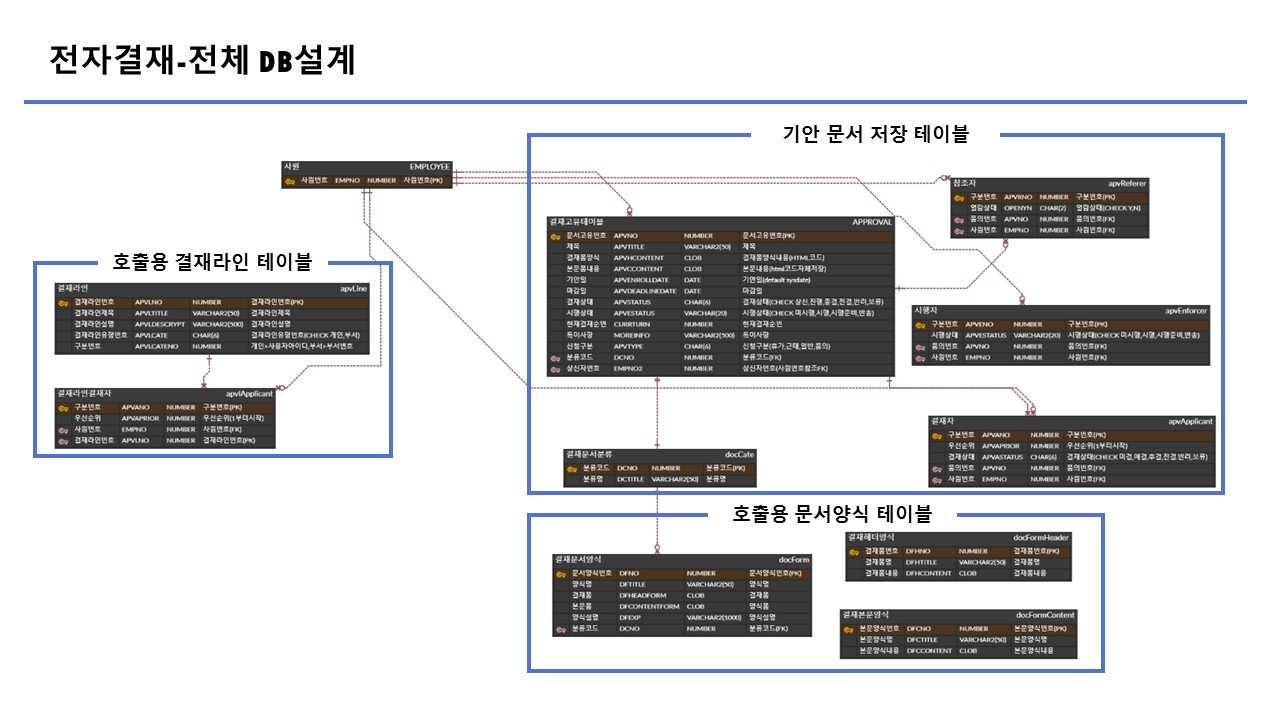 전자결재-전체 DB설계
기안 문서 저장 테이블
사원 EMPLOYEE
사원번호 EMPNO NUMBER 사원번호(PK)
참조자 apvReferer
구분번호 APVRNO NUMBER 구분번호(PK)
열람상태 OPENYN CHAR(2) 열람상태(CHECK Y,N)
품의번호 APVNO NUMBER 품의번호(FK)
사원번호 EMPNO NUMBER 사원번호(FK)
결재고유테이블 APPROVAL
문서고유번호 APVNO NUMBER 문서고유번호(PK)
제목 APVTITLE VARCHAR2(50) 제목
결재폼양식 APVHCONTENT CLOB 결재폼양식내용(HTML코드)
본문폼내용 APVCCONTENT CLOB 본문내용(html코드자체저장)
기안일 APVENROLLDATE DATE 기안일(default sysdate)
마감일 APVDEADLINEDATE DATE 마감일
결재상태 APVSTATUS CHAR(6) 결재상태(CHECK 상신,진행,종결,전결,반려,보류)
시행상태 APVESTATUS VARCHAR(20) 시행상태(CHECK 미시행,시행,시행준비,반송)
현재결재순번 CURRTURN NUMBER 현재결재순번
특이사항 MOREINFO VARCHAR2(500) 특이사항
신청구분 APVTYPE CHAR(6) 신청구분(휴가,근태,일반,품의)
분류코드 DCNO NUMBER 분류코드(FK)
상신자번호 EMPNO2 NUMBER 상신자번호(사원번호참조FK)
호출용 결재라인 테이블
결재라인 apvLine
결재라인번호 APVLNO NUMBER 결재라인번호(PK)
결재라인제목 APVLTITLE VARCHAR2(50) 결재라인제목
결재라인설명 APVLDESCRYPT VARCHAR2(500) 결재라인설명
결재라인유형번호 APVLCATE CHAR(6) 결재라인유형번호(CHECK 개인,부서)
구분번호 APVLCATENO NUMBER 개인>사용자아이디,부서>부서번호
시행자 apvEnforcer
구분번호 APVENO NUMBER 구분번호(PK)
시행상태 APVESTATUS VARCHAR2(20) 시행상태(CHECK 미시행,시행,시행준비,반송)
품의번호 APVNO NUMBER 품의번호(FK)
사원번호 EMPNO NUMBER 사원번호(FK)
결재라인결재자 apvlApplicant
구분번호 APVANO NUMBER 구분번호(PK)
우선순위 APVAPRIOR NUMBER 우선순위(1부터시작)
사원번호 EMPNO NUMBER 사원번호(FK)
결재라인번호 APVLNO NUMBER 결재라인번호(PK)
결재자 apvApplicant
구분번호 APVANO NUMBER 구분번호(PK)
우선순위 APVAPRIOR NUMBER 우선순위(1부터시작)
결재상태 APVASTATUS CHAR(6) 결재상태(CHECK 미결,예결,후결,전결,반려,보류)
품의번호 APVNO NUMBER 품의번호(FK)
사원번호 EMPNO NUMBER 사원번호(FK)
결재문서분류 docCate
분류코드 DCNO NUMBER 분류코드(PK)
분류명 DCTITLE VARCHAR2(50) 분류명
호출용 문서양식 테이블
결재문서양식 docForm
문서양식번호 DFNO NUMBER 문서양식번호(PK)
양식명 DFTITLE VARCHAR2(50) 양식명
결재폼 DFHEADFORM CLOB 결재폼
본문폼 DFCONTENTFORM CLOB 양식폼
양식설명 DFEXP VARCHAR2(1000) 양식설명
분류코드 DCNO NUMBER 분류코드(FK)
결재헤더양식 docFormHeader
결재폼번호 DFHNO NUMBER 결재폼번호(PK)
결재폼명 DFHTITLE VARCHAR2(50) 결재폼명
결재폼내용 DFHCONTENT CLOB 결재폼내용
결재본문양식 docFormContent
본문양식번호 DFCNO NUMBER 본문양식번호(PK)
본문양식명 DFCTITLE VARCHAR2(50) 본문양식명
본문양식내용 DFCCONTENT CLOB 본문양식내용